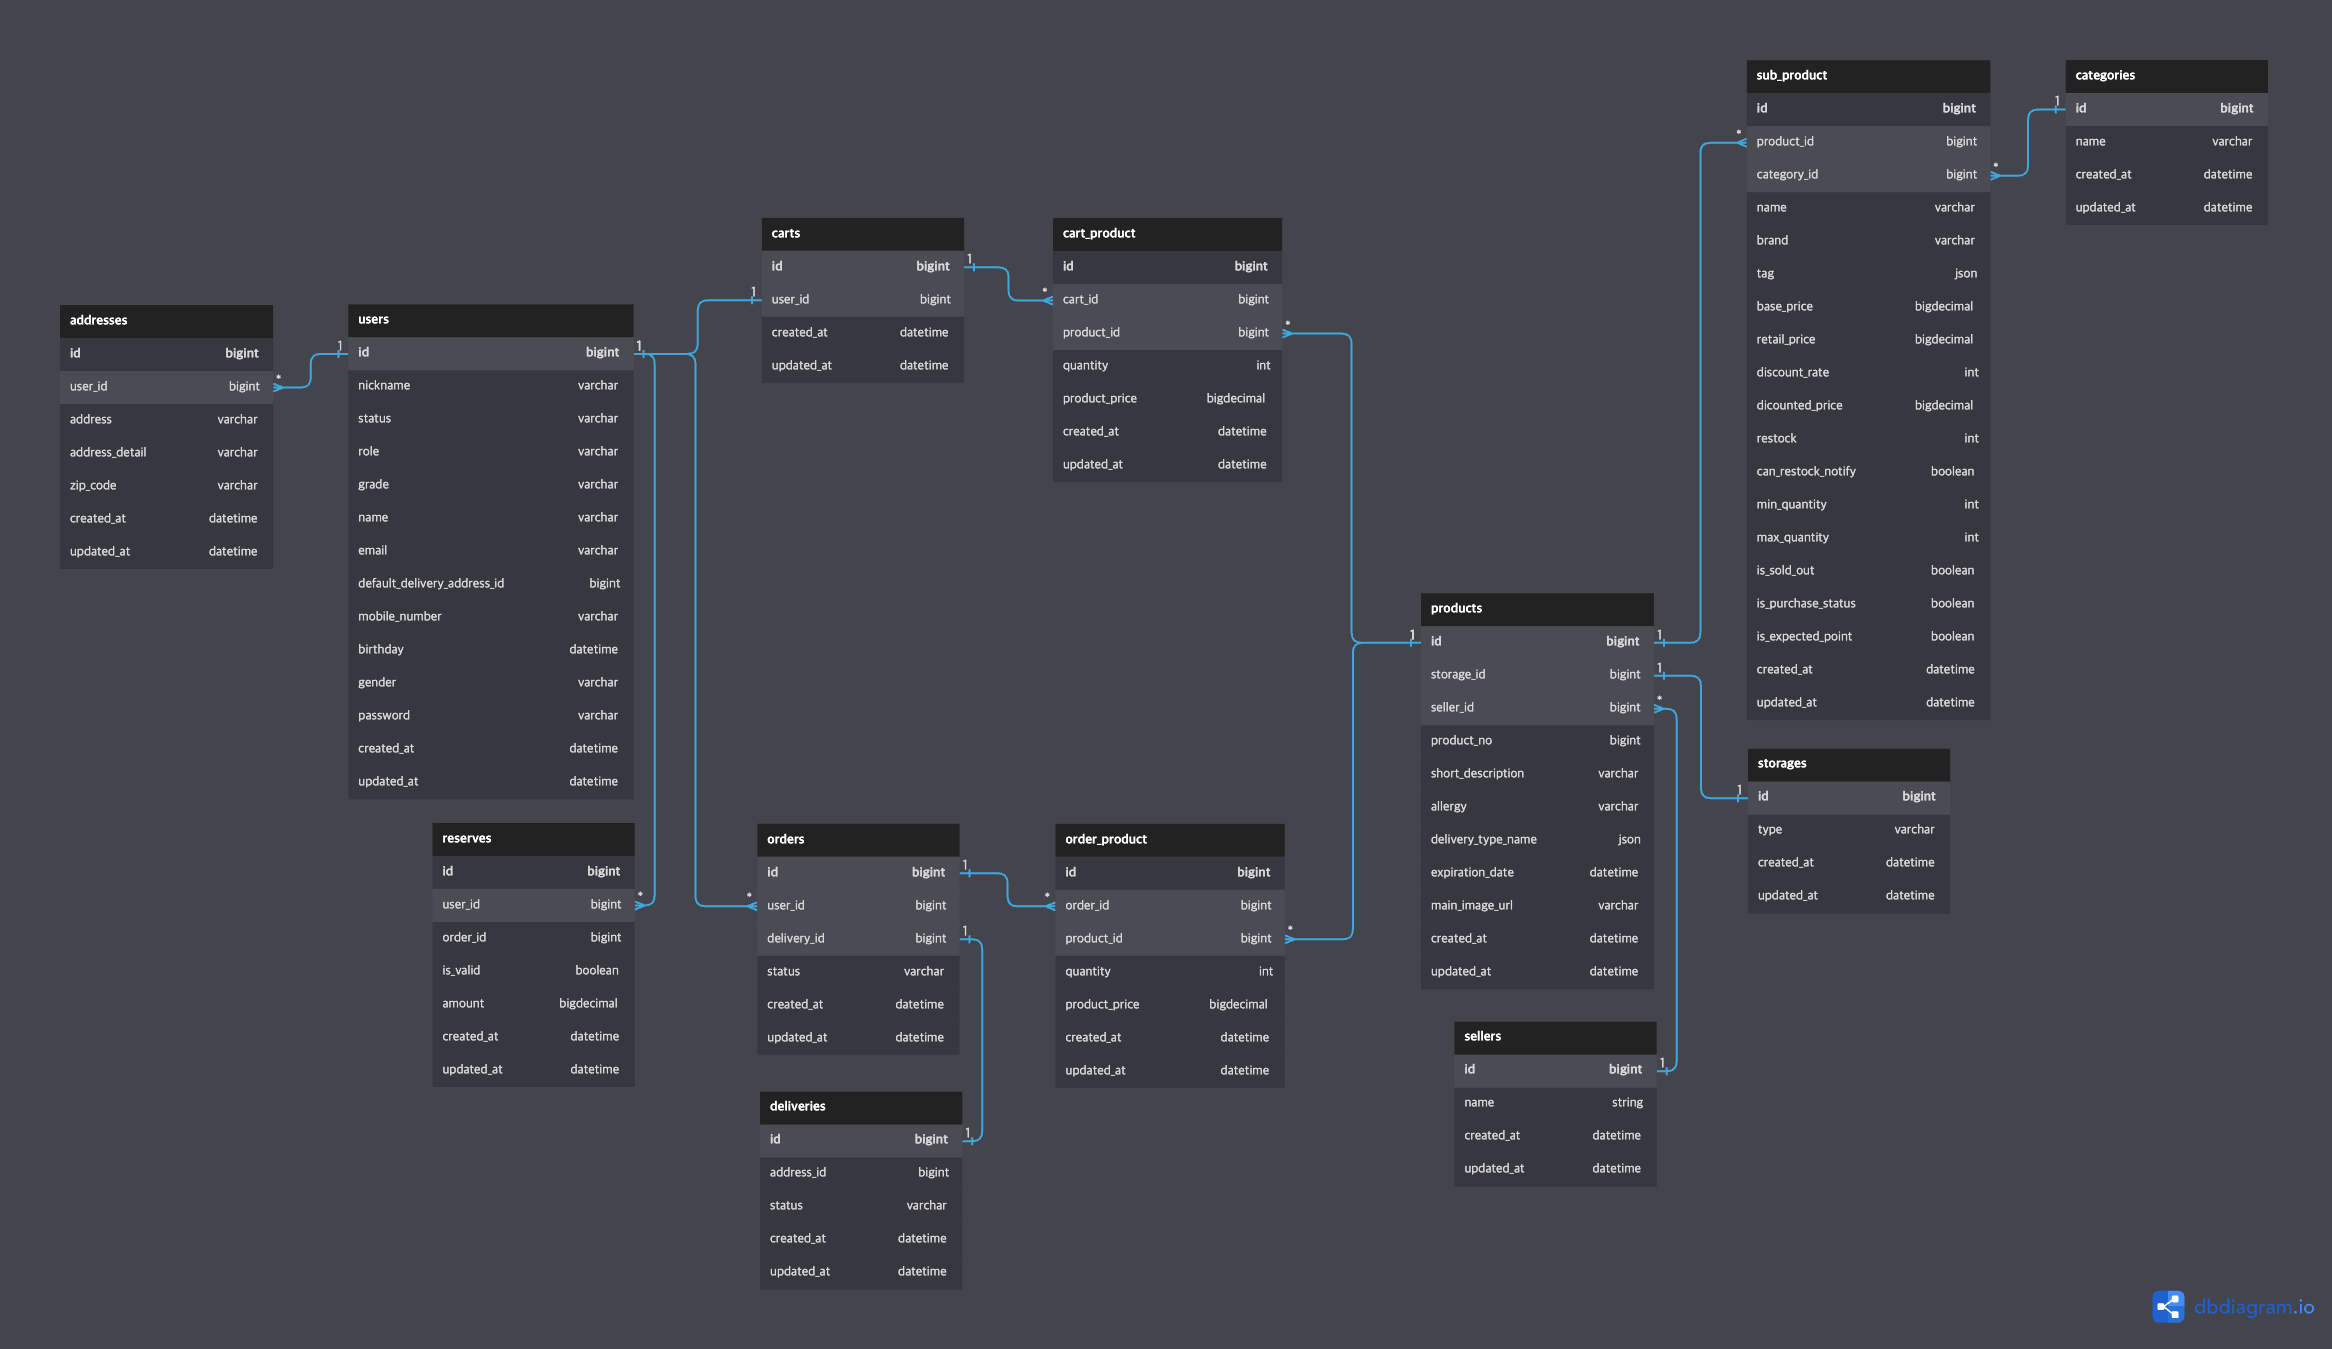 sub_product
id bigint
product_id bigint
category_id bigint
name varchar
brand varchar
tag json
base_price bigdecimal
retail_price bigdecimal
discount_rate int
dicounted_price bigdecimal
restock int
can_restock_notify boolean
min_quantity int
max_quantity int
is_sold_out boolean
is_purchase_status boolean
is_expected_point boolean
created_at datetime
updated_at datetime
categories
id bigint
name varchar
created_at datetime
updated_at datetime
carts
id bigint
user_id bigint
created_at datetime
updated_at datetime
cart_product
id bigint
cart_id bigint
product_id bigint
quantity int
product_price bigdecimal
created_at datetime
updated_at datetime
addresses
id bigint
user_id bigint
address varchar
address_detail varchar
zip_code varchar
created_at datetime
updated_at datetime
users
id bigint
nickname varchar
status varchar
role varchar
grade varchar
name varchar
email varchar
default_delivery_address_id bigint
mobile_number varchar
birthday datetime
gender varchar
password varchar
created_at datetime
updated_at datetime
products
id bigint
storage_id bigint
seller_id bigint
product_no bigint
short_description varchar
allergy varchar
delivery_type_name json
expiration_date datetime
main_image_url varchar
created_at datetime
updated_at datetime
storages
id bigint
type varchar
created_at datetime
updated_at datetime
reserves
id bigint
user_id bigint
order_id bigint
is_valid boolean
amount bigdecimal
created_at datetime
updated_at datetime
orders
id bigint
user_id bigint
delivery_id bigint
status varchar
created_at datetime
updated_at datetime
order_product
id bigint
order_id bigint
product_id bigint
quantity int
product_price bigdecimal
created_at datetime
updated_at datetime
sellers
id bigint
name string
created_at datetime
updated_at datetime
deliveries
id bigint
address_id bigint
status varchar
created_at datetime
updated_at datetime
1 *
1 *
1 1
1 *
1 *
1 *
1 *
1 1
1 *
1 *
1 *
1 1
1 *
dbdiagram.io